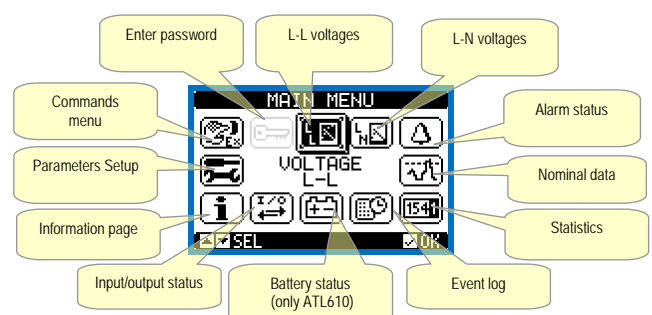 Enter password
L-L voltages
L-N voltages
Commands
menu
Alarm status
MAIN MENU
VOLTAGE
L-L
Parameters Setup
Nominal data
Information page
Statistics
I/O
1541
SEL
OK
Input/output status
Battery status
(only ATL610)
Event log